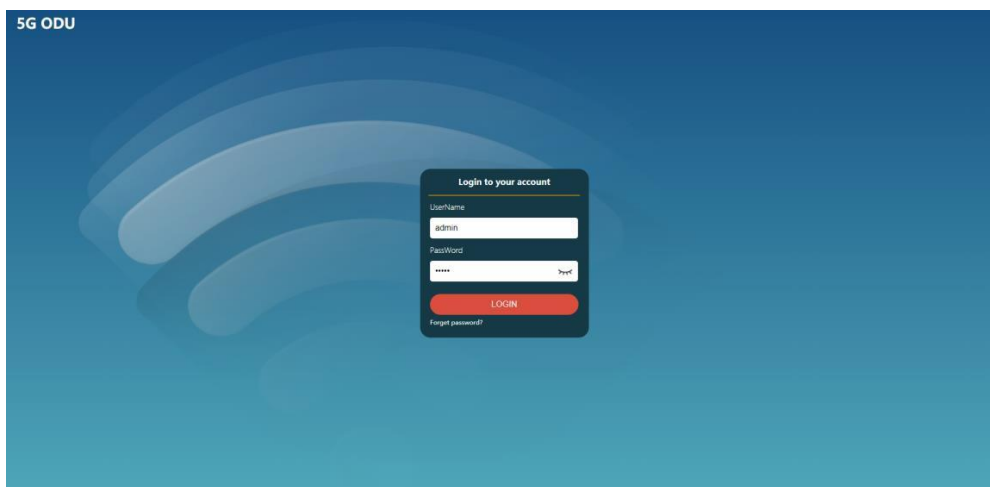 5G ODU
Login to your account
UserName
admin
PassWord
•••••
LOGIN
Forget password?